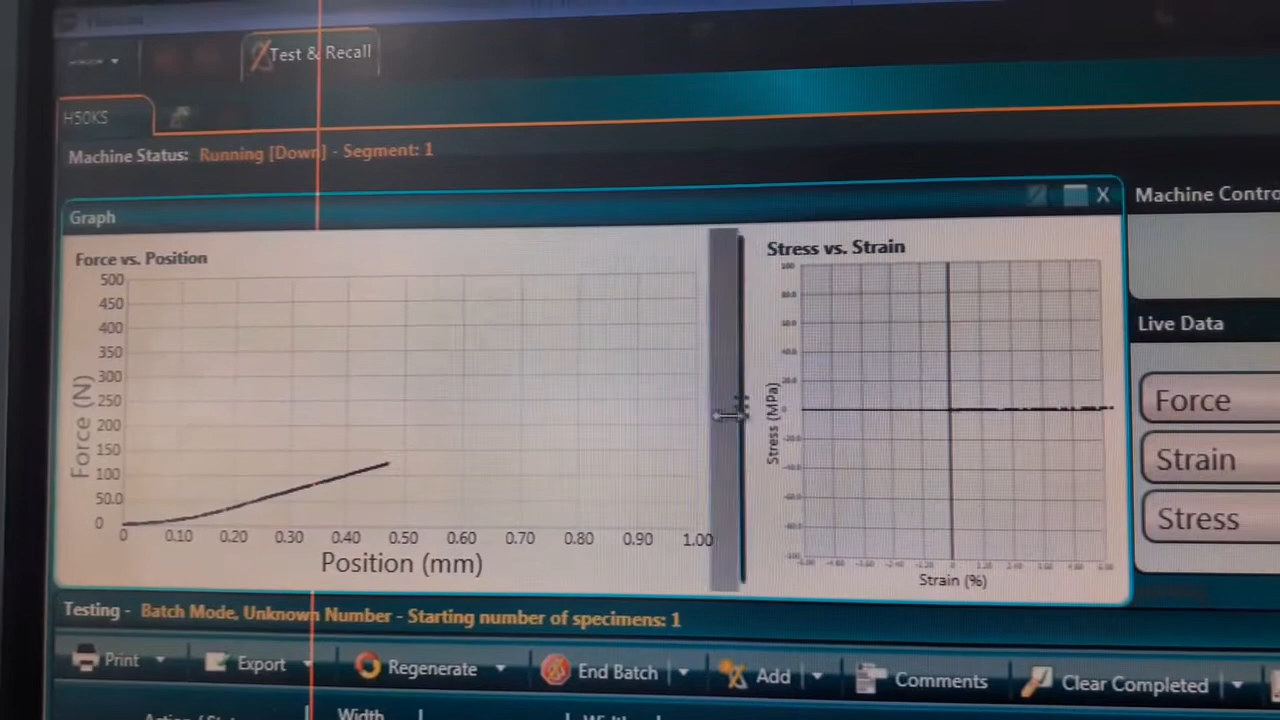 Test & Recall
H50KS
Machine Status: Running [Down] - Segment: 1
Graph
X
Machine Contro
Force vs. Position
500
450
400
350
300
250
200
150
100
50.0
0
Force (N)
0 0.10 0.20 0.30 0.40 0.50 0.60 0.70 0.80 0.90 1.00
Position (mm)
Stress vs. Strain
Stress (MPa)
Strain (%)
Live Data
Force
Strain
Stress
Testing - Batch Mode, Unknown Number - Starting number of specimens: 1
Print Export Regenerate End Batch Add Comments Clear Completed
Width